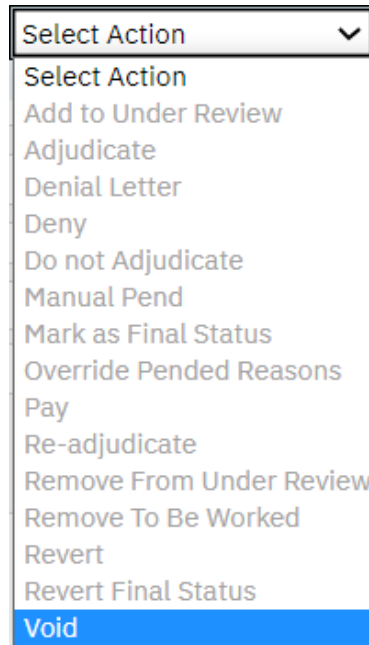 Select Action
Select Action
Add to Under Review
Adjudicate
Denial Letter
Deny
Do not Adjudicate
Manual Pend
Mark as Final Status
Override Pended Reasons
Pay
Re-adjudicate
Remove From Under Review
Remove To Be Worked
Revert
Revert Final Status
Void